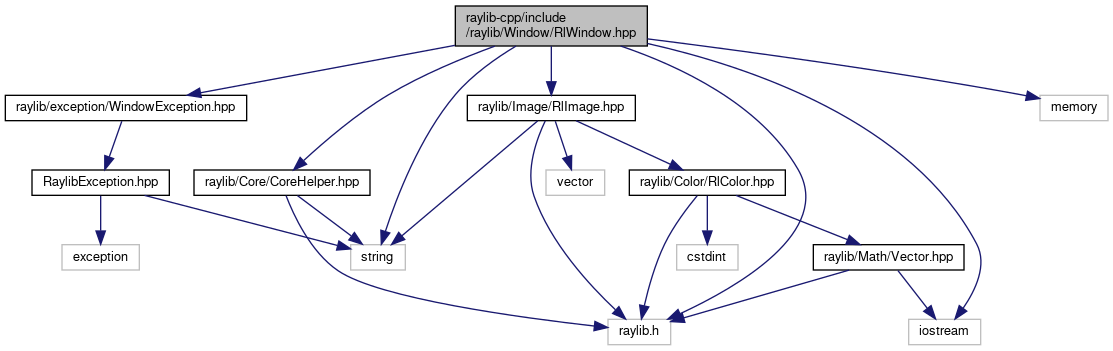 raylib-cpp/include
/raylib/Window/RlWindow.hpp
raylib/exception/WindowException.hpp
raylib/Image/RlImage.hpp
memory
RaylibException.hpp
raylib/Core/CoreHelper.hpp
vector
raylib/Color/RlColor.hpp
exception
string
cstdint
raylib/Math/Vector.hpp
raylib.h
iostream